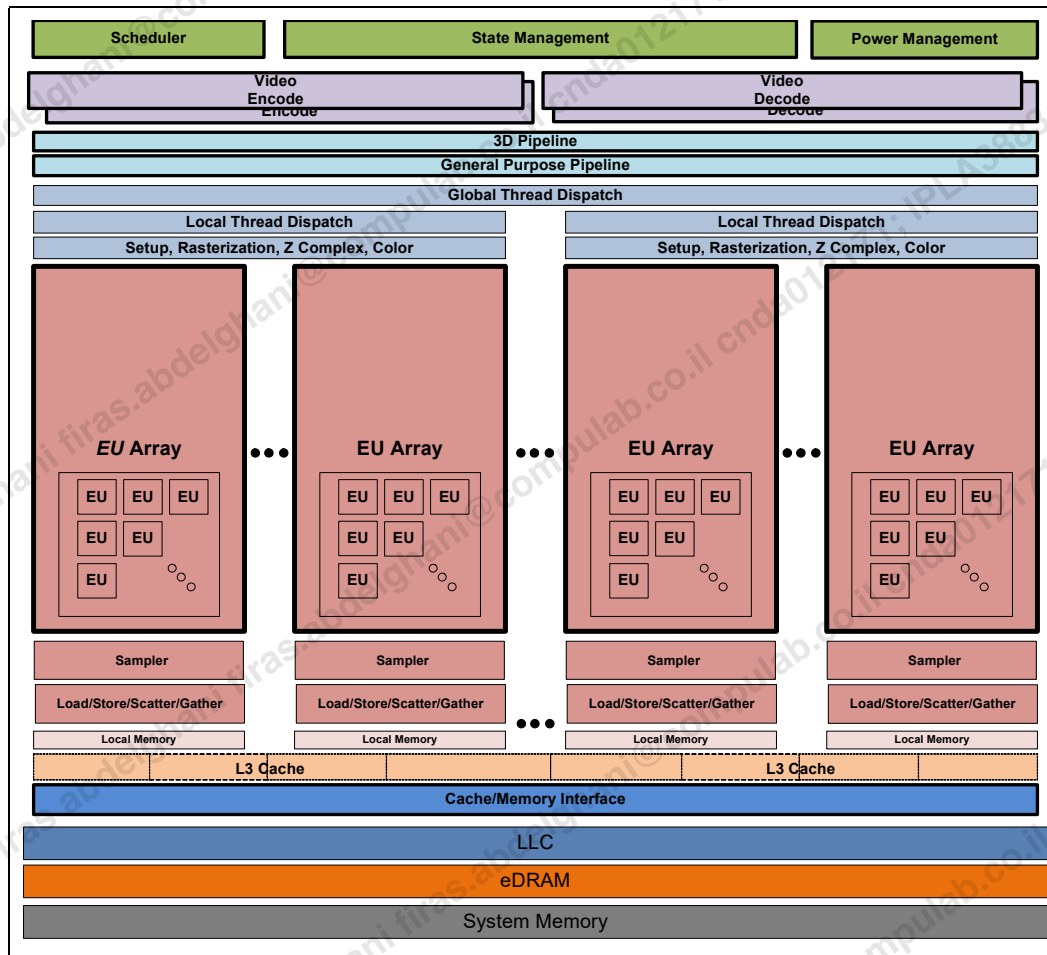 Scheduler State Management Power Management
Video Video
Encode Decode
Encode Decode
3D Pipeline
General Purpose Pipeline
Global Thread Dispatch
Local Thread Dispatch Local Thread Dispatch
Setup, Rasterization, Z Complex, Color Setup, Rasterization, Z Complex, Color
EU Array EU Array EU Array EU Array
EU EU EU EU EU EU EU EU EU EU EU EU
EU EU EU EU EU EU EU EU
EU EU EU EU
Sampler Sampler Sampler Sampler
Load/Store/Scatter/Gather Load/Store/Scatter/Gather Load/Store/Scatter/Gather Load/Store/Scatter/Gather
Local Memory Local Memory Local Memory Local Memory
L3 Cache L3 Cache
Cache/Memory Interface
LLC
eDRAM
System Memory